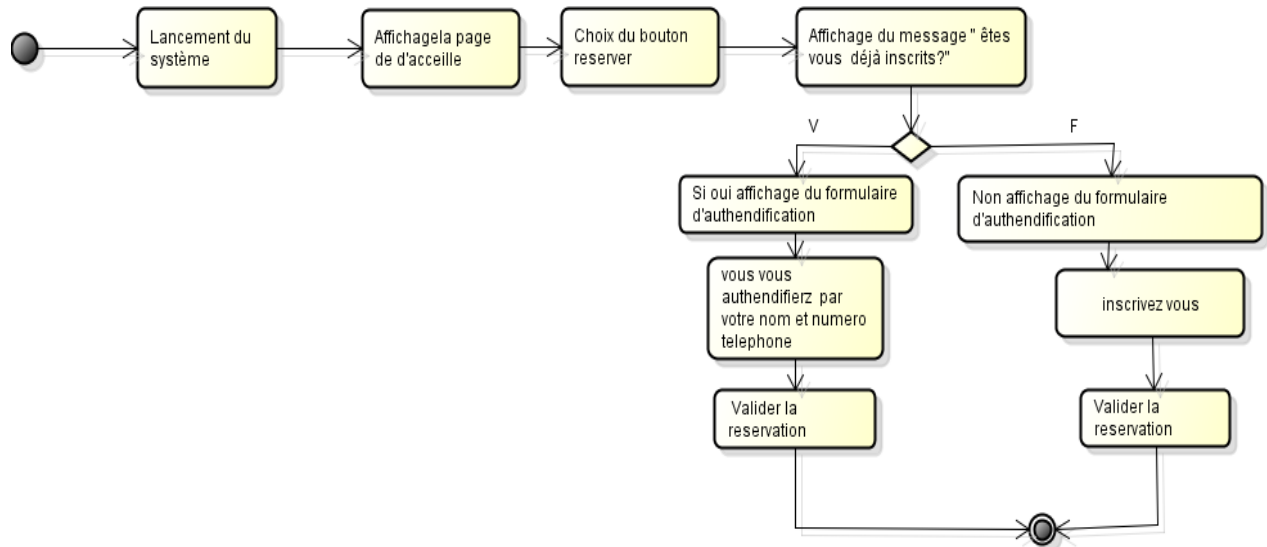 Lancement du
système
Affichagela page
de d'acceille
Choix du bouton
reserver
Affichage du message " êtes
vous déjà inscrits?"
V
F
Si oui affichage du formulaire
d'authendification
Non affichage du formulaire
d'authendification
vous vous
authendifierz par
votre nom et numero
telephone
inscrivez vous
Valider la
reservation
Valider la
reservation